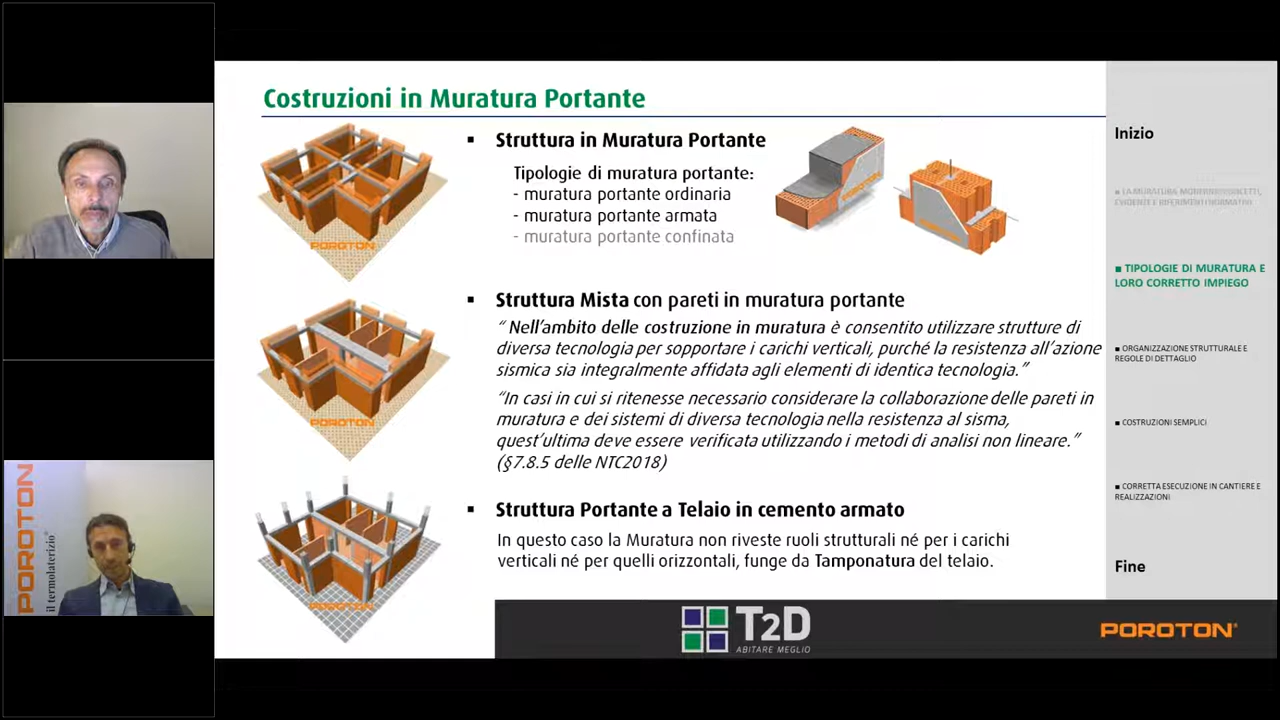 Costruzioni in Muratura Portante
▪ Struttura in Muratura Portante
Tipologie di muratura portante:
- muratura portante ordinaria
- muratura portante armata
- muratura portante confinata
POROTON
▪ Struttura Mista con pareti in muratura portante
“ Nell’ambito delle costruzione in muratura è consentito utilizzare strutture di
diversa tecnologia per sopportare i carichi verticali, purché la resistenza all’azione
sismica sia integralmente affidata agli elementi di identica tecnologia.”
“In casi in cui si ritenesse necessario considerare la collaborazione delle pareti in
muratura e dei sistemi di diversa tecnologia nella resistenza al sisma,
quest’ultima deve essere verificata utilizzando i metodi di analisi non lineare.”
(§7.8.5 delle NTC2018)
POROTON
▪ Struttura Portante a Telaio in cemento armato
In questo caso la Muratura non riveste ruoli strutturali né per i carichi
verticali né per quelli orizzontali, funge da Tamponatura del telaio.
POROTON
T2D
ABITARE MEGLIO
POROTON®
Inizio
▪ LA MURATURA
EVIDENZE E RIFERIMENTI NORMATIVI
■ TIPOLOGIE DI MURATURA E
LORO CORRETTO IMPIEGO
■ ORGANIZZAZIONE STRUTTURALE E
REGOLE DI DETTAGLIO
■ COSTRUZIONI SEMPLICI
■ CORRETTA ESECUZIONE IN CANTIERE E
REALIZZAZIONI
Fine
POROTON®
il termolaterizio